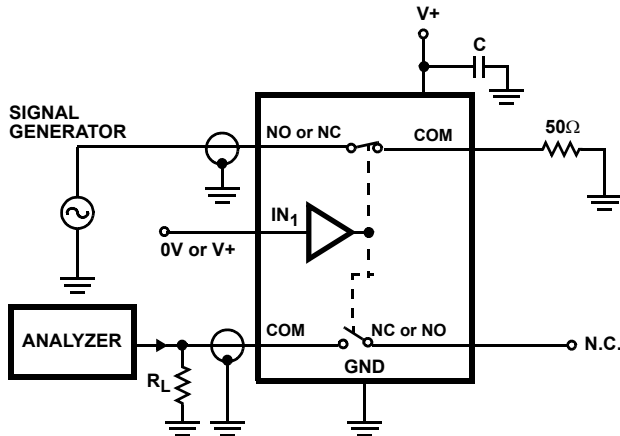 V+
C
SIGNAL
GENERATOR
NO or NC
COM
50Ω
IN1
0V or V+
ANALYZER
COM
NC or NO
N.C.
GND
RL